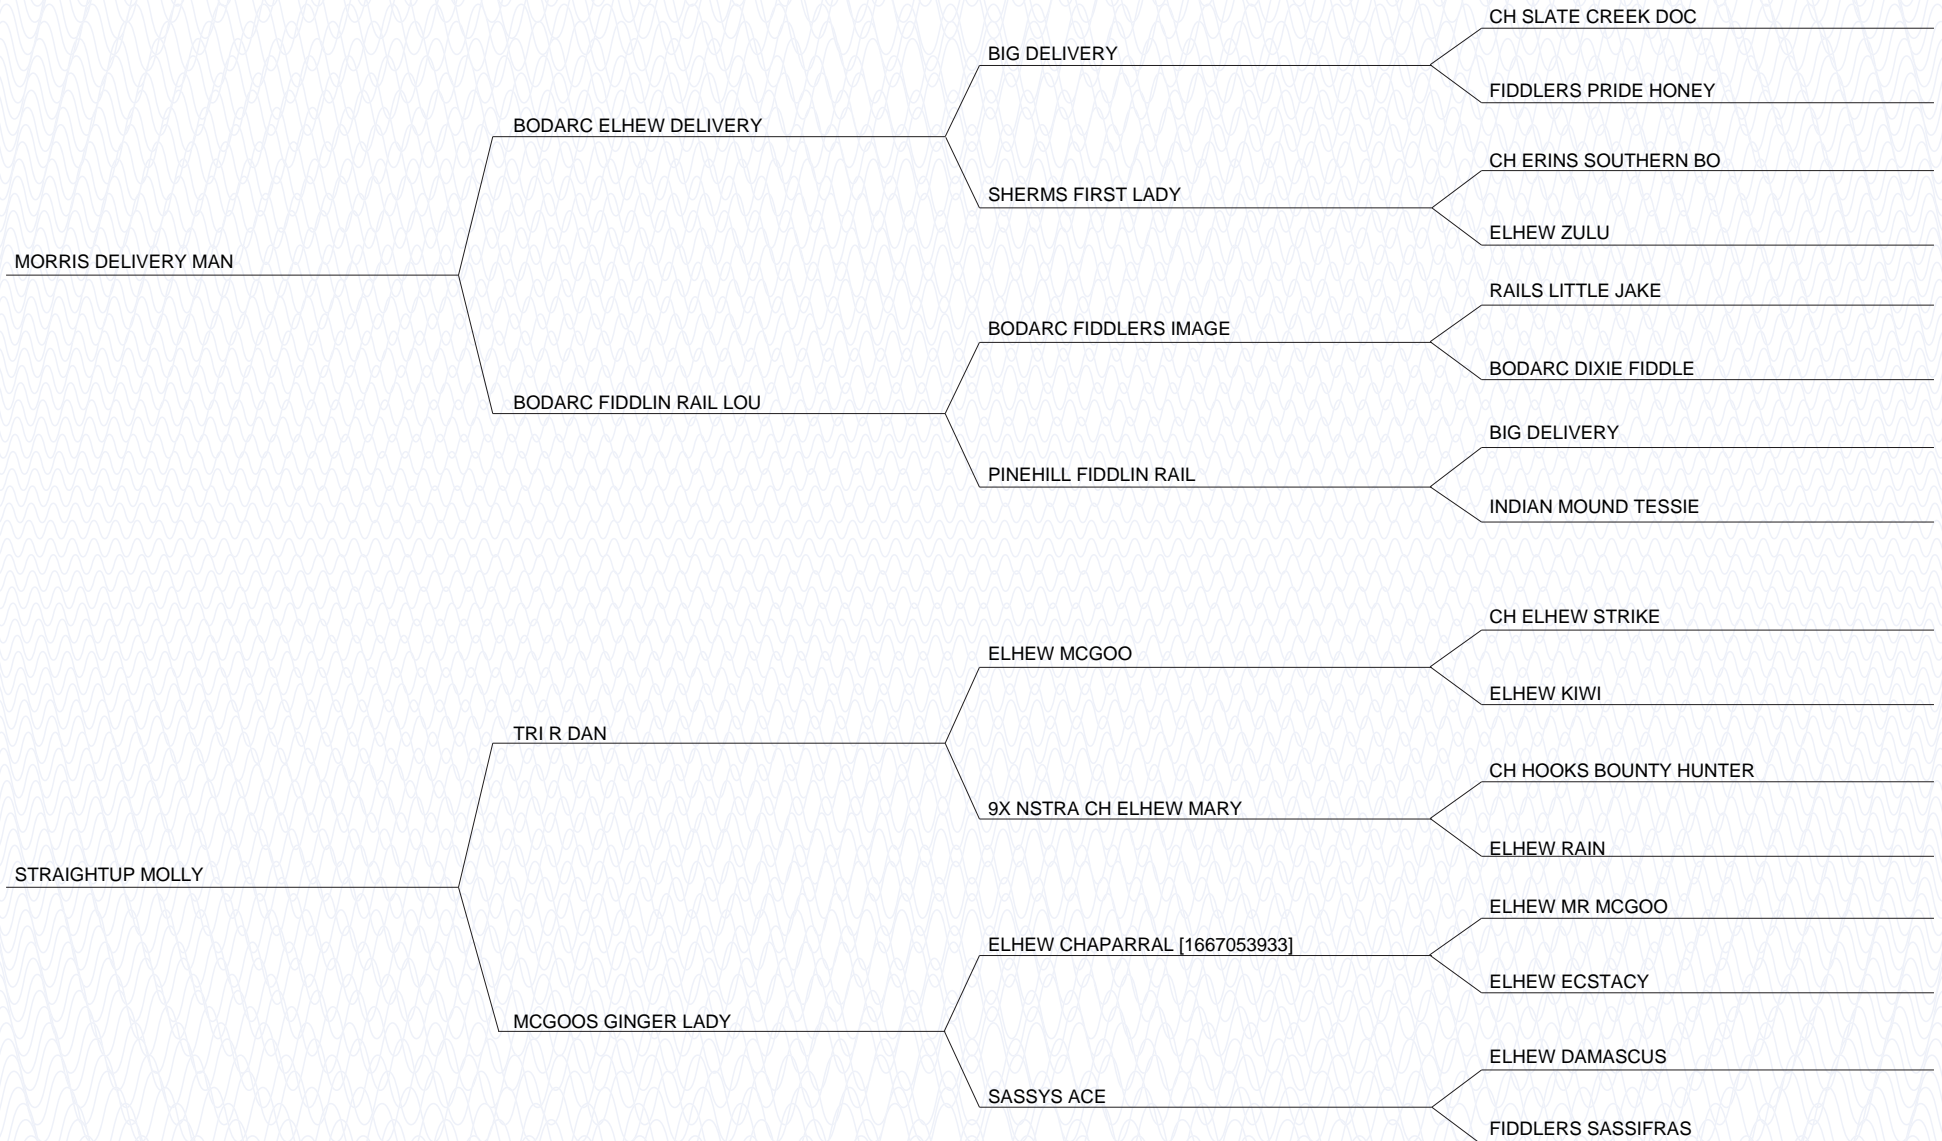 CH SLATE CREEK DOC
BIG DELIVERY
FIDDLERS PRIDE HONEY
BODARC ELHEW DELIVERY
CH ERINS SOUTHERN BO
SHERMS FIRST LADY
ELHEW ZULU
MORRIS DELIVERY MAN
RAILS LITTLE JAKE
BODARC FIDDLERS IMAGE
BODARC DIXIE FIDDLE
BODARC FIDDLIN RAIL LOU
BIG DELIVERY
PINEHILL FIDDLIN RAIL
INDIAN MOUND TESSIE
CH ELHEW STRIKE
ELHEW MCGOO
ELHEW KIWI
TRI R DAN
CH HOOKS BOUNTY HUNTER
9X NSTRA CH ELHEW MARY
ELHEW RAIN
STRAIGHTUP MOLLY
ELHEW MR MCGOO
ELHEW CHAPARRAL [1667053933]
ELHEW ECSTACY
MCGOOS GINGER LADY
ELHEW DAMASCUS
SASSYS ACE
FIDDLERS SASSIFRAS